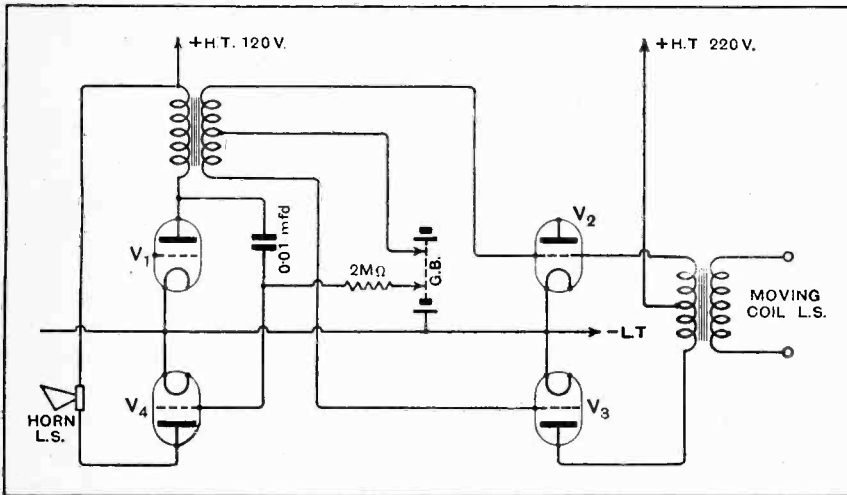 +H.T. 120 V.
+H.T 220 V.
V1
0·01 mfd
2MΩ
G.B.
V2
MOVING
COIL L.S.
-L.T
HORN
L.S.
V4
V3